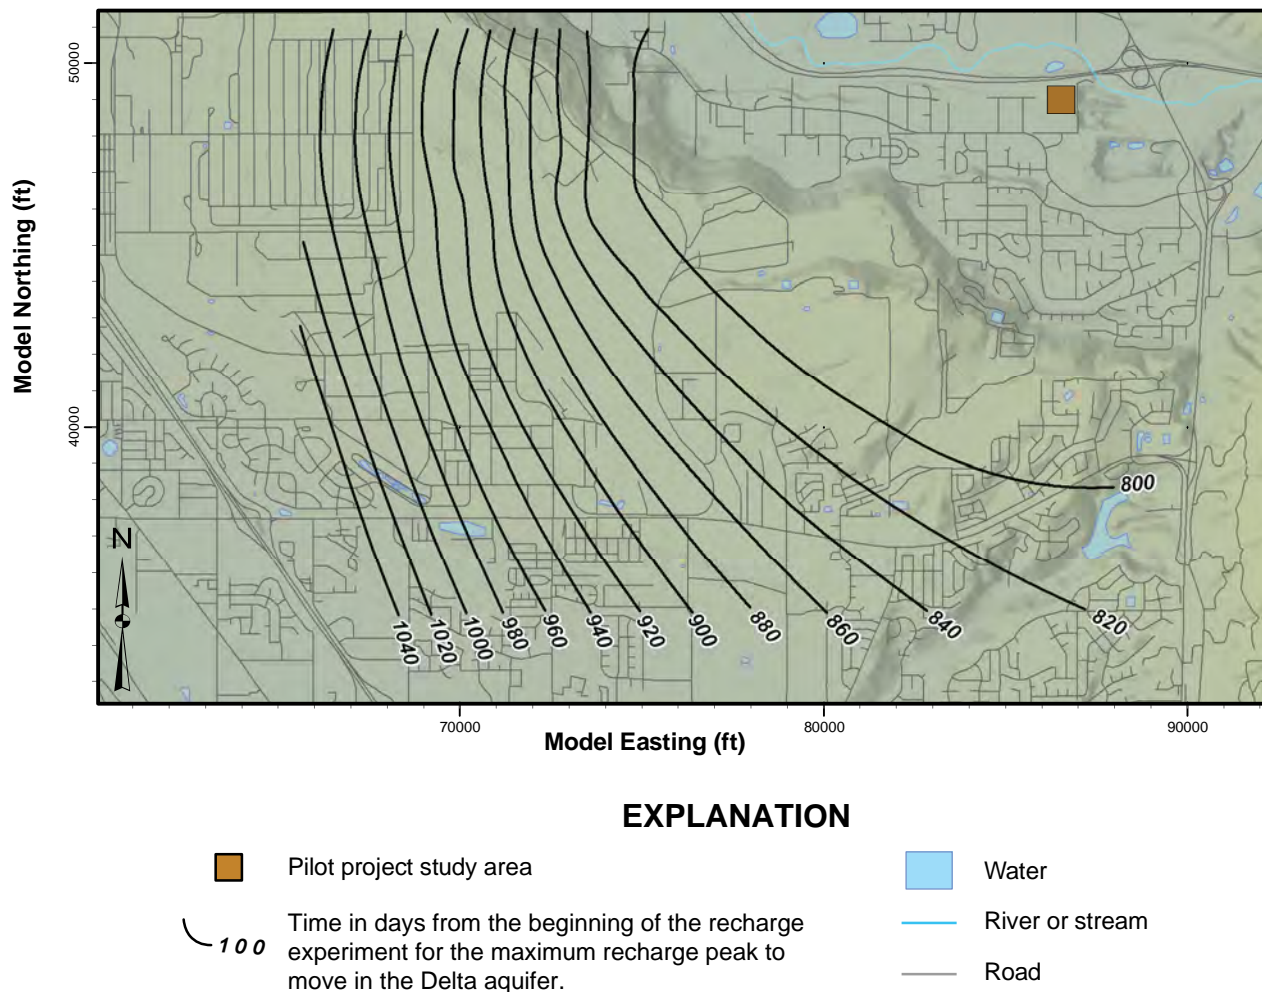 50000
40000
Model Northing (ft)
N
800
820
840
860
880
900
920
940
960
980
1000
1020
1040
70000
80000
90000
Model Easting (ft)
EXPLANATION
Pilot project study area
100
Time in days from the beginning of the recharge
experiment for the maximum recharge peak to
move in the Delta aquifer.
Water
River or stream
Road